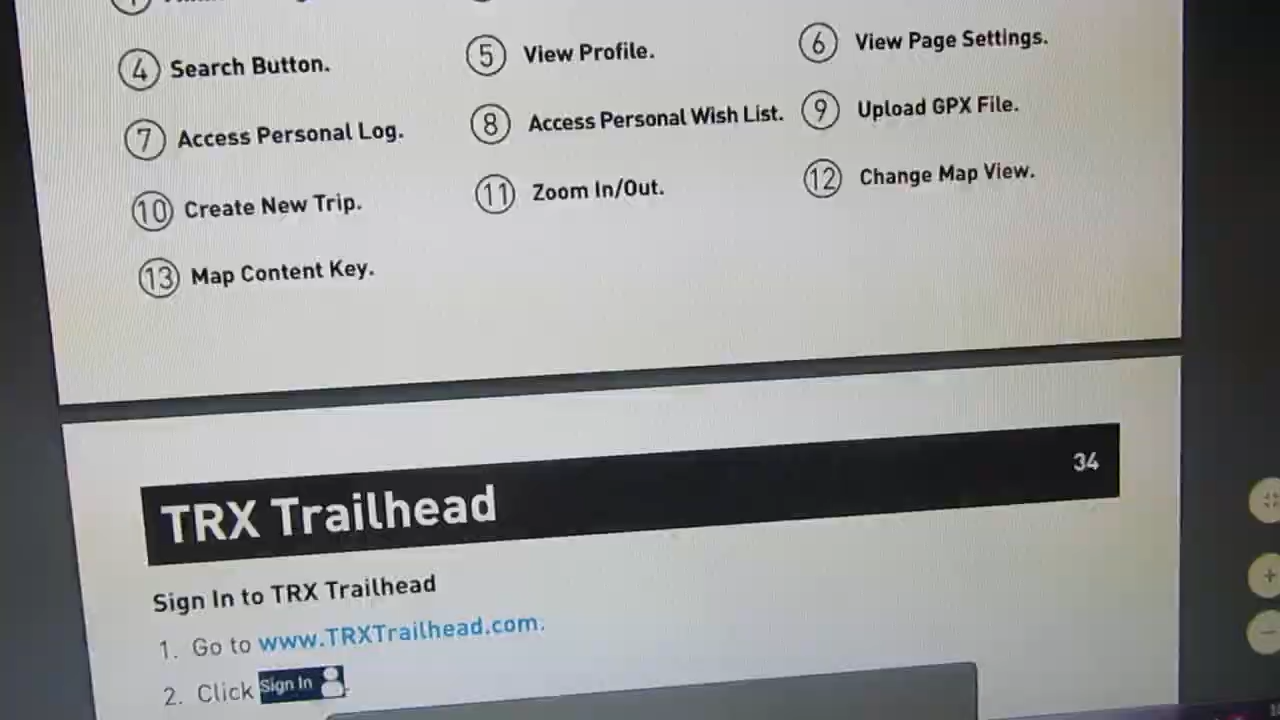 4 Search Button. 5 View Profile. 6 View Page Settings.
7 Access Personal Log. 8 Access Personal Wish List. 9 Upload GPX File.
10 Create New Trip. 11 Zoom In/Out. 12 Change Map View.
13 Map Content Key.
34
TRX Trailhead
Sign In to TRX Trailhead
1. Go to www.TRXTrailhead.com.
2. Click Sign In